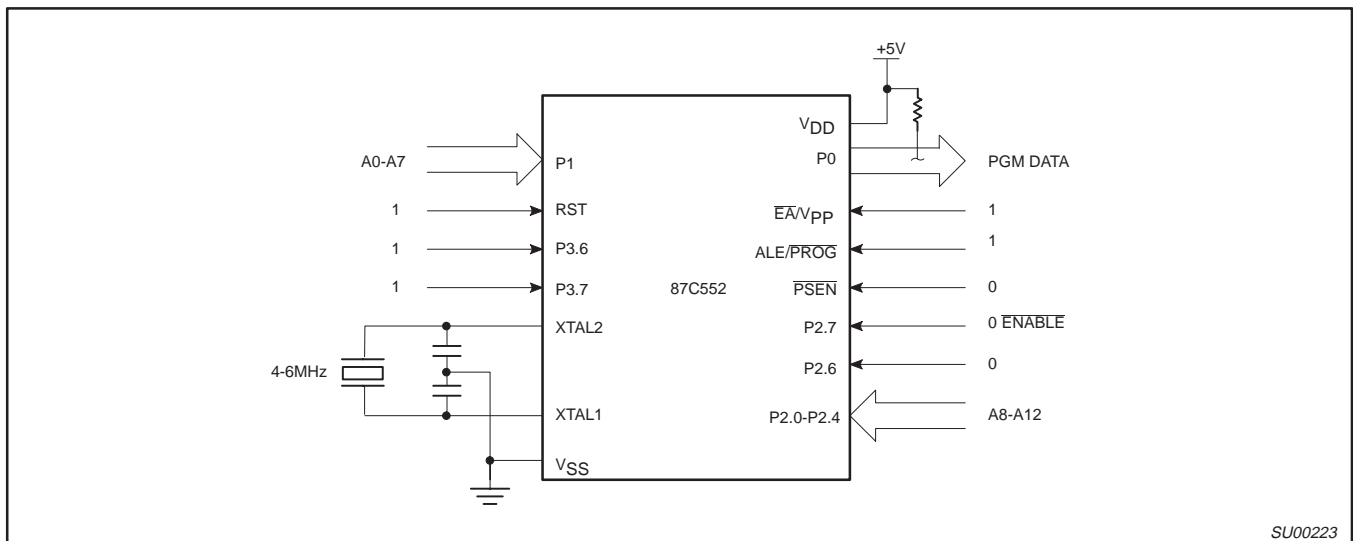 +5V
VDD
A0-A7
P1
P0
PGM DATA
1
RST
EA/VPP
1
1
P3.6
ALE/PROG
1
1
P3.7
87C552
PSEN
0
XTAL2
P2.7
0 ENABLE
4-6MHz
P2.6
0
XTAL1
P2.0-P2.4
A8-A12
VSS
SU00223